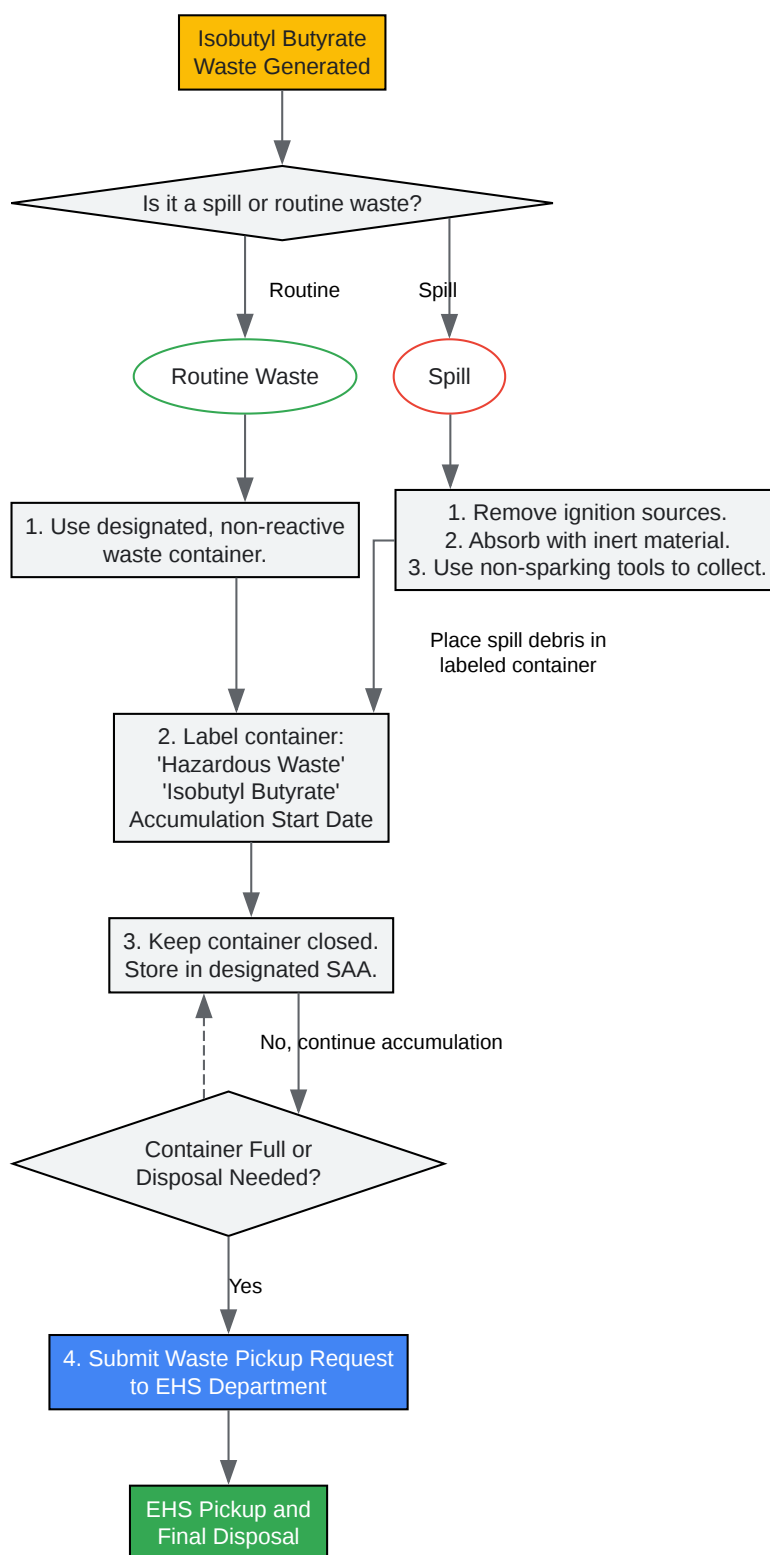 Isobutyl Butyrate
Waste Generated
Is it a spill or routine waste?
Routine
Spill
Routine Waste
Spill
1. Use designated, non-reactive
waste container.
1. Remove ignition sources.
2. Absorb with inert material.
3. Use non-sparking tools to collect.
Place spill debris in
labeled container
2. Label container:
'Hazardous Waste'
'Isobutyl Butyrate'
Accumulation Start Date
3. Keep container closed.
Store in designated SAA.
No, continue accumulation
Container Full or
Disposal Needed?
Yes
4. Submit Waste Pickup Request
to EHS Department
EHS Pickup and
Final Disposal